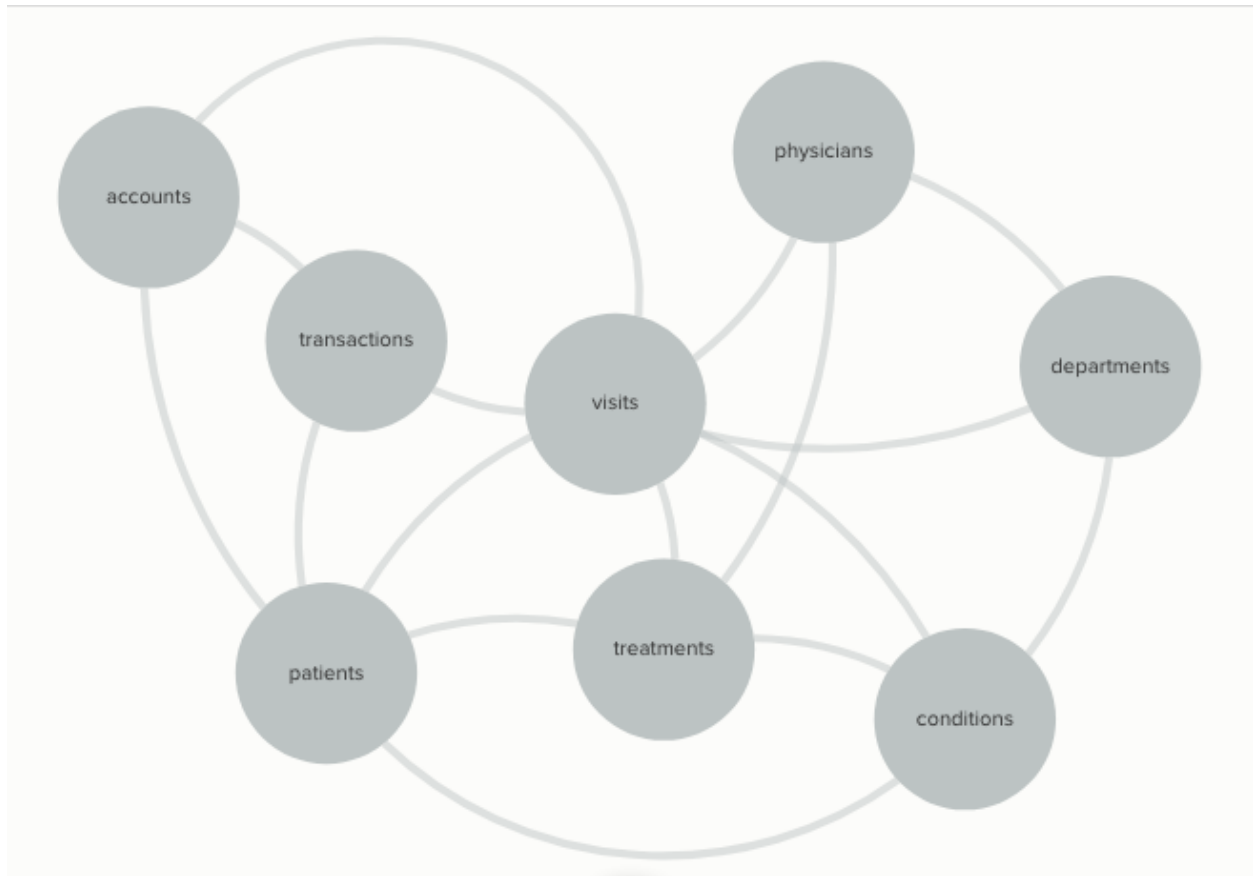 physicians
accounts
transactions
departments
visits
treatments
patients
conditions